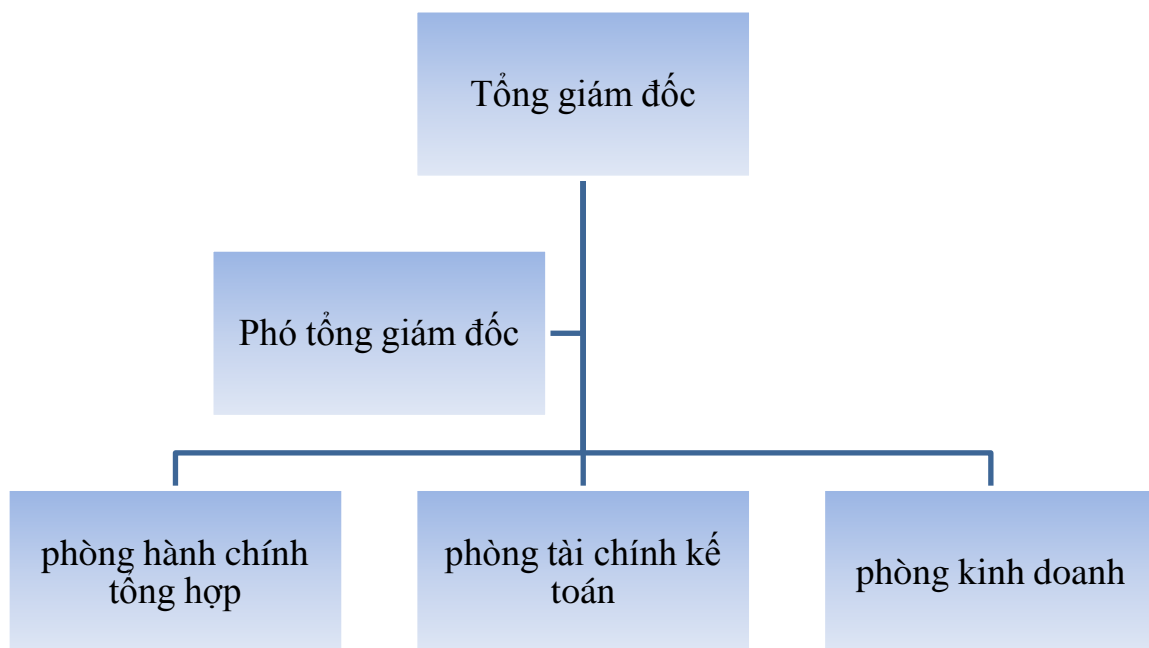 Tổng giám đốc
Phó tổng giám đốc
phòng hành chính
tổng hợp
phòng tài chính kế
toán
phòng kinh doanh